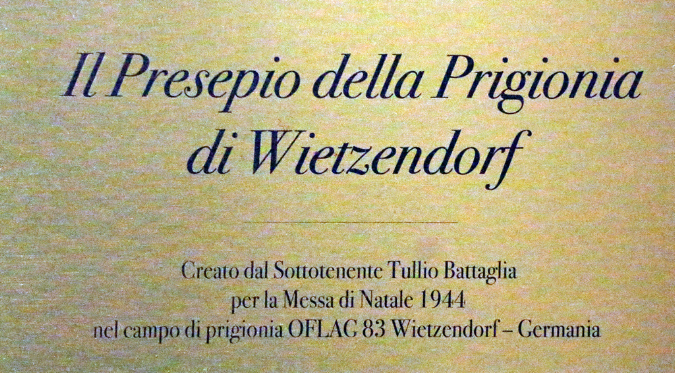 Il Presepio della Prigionia
di Wietzendorf
Creato dal Sottotenente Tullio Battaglia
per la Messa di Natale 1944
nel campo di prigionia OFLAG 83 Wietzendorf – Germania